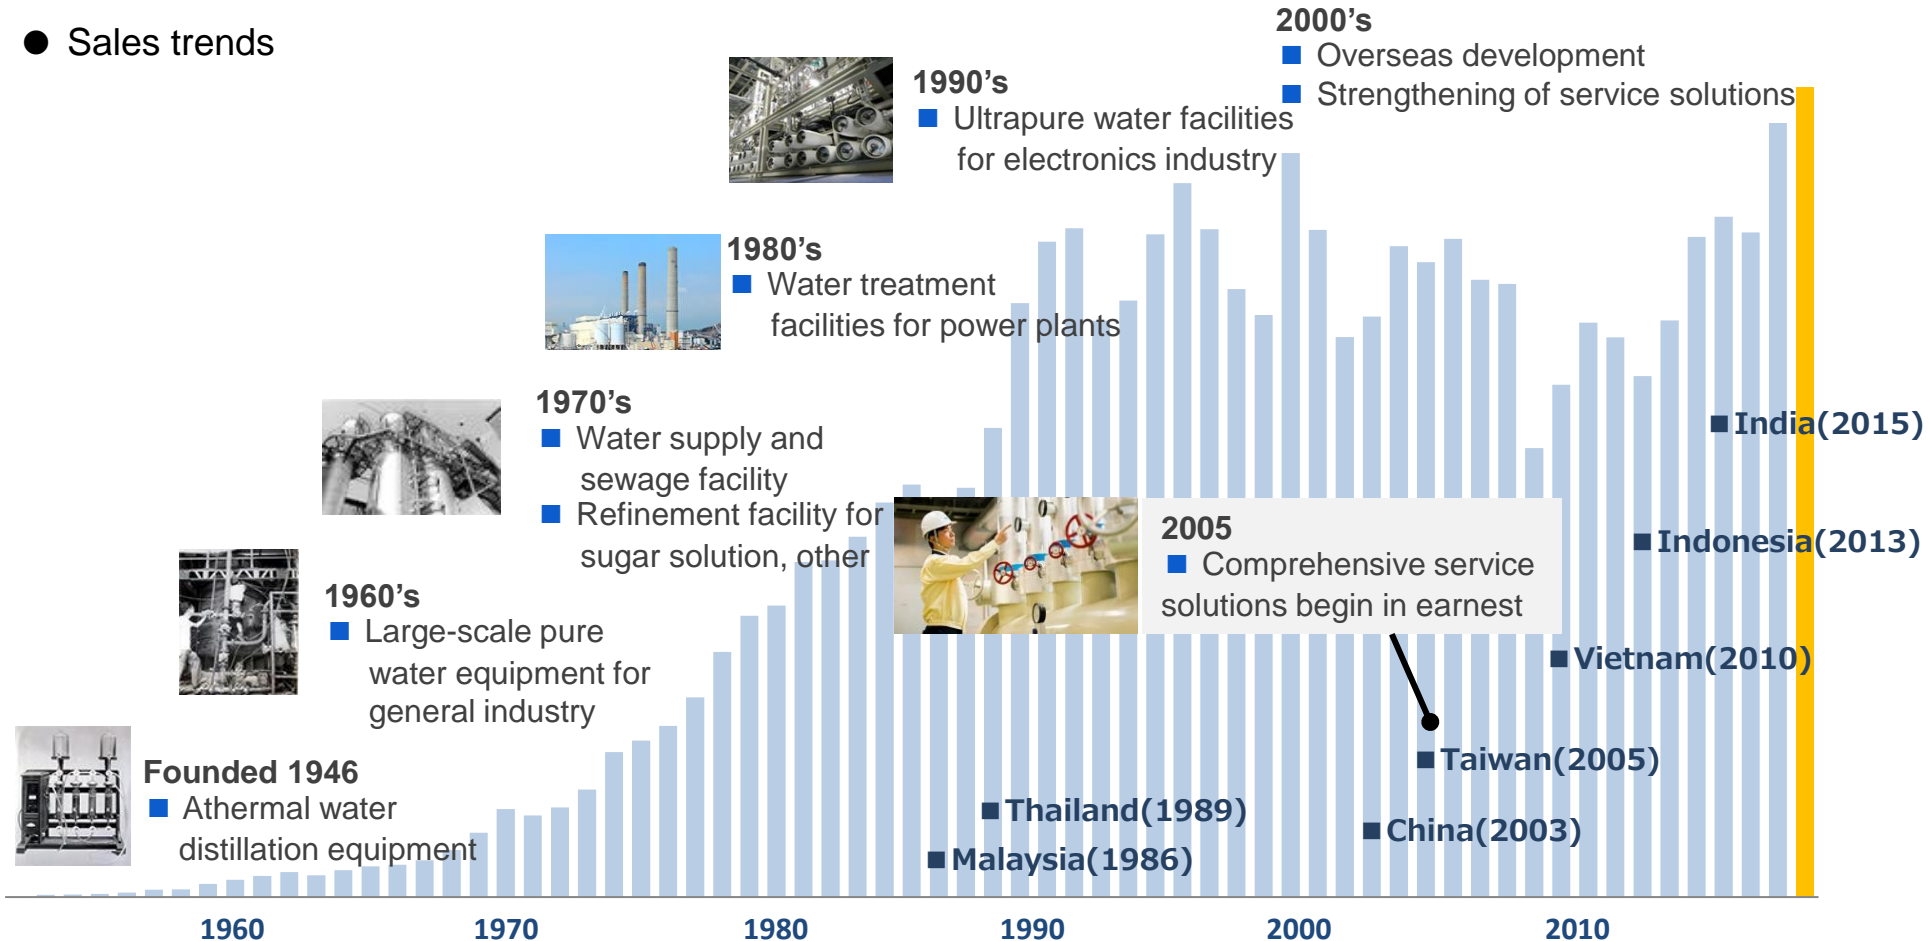 ● Sales trends
2000's
■ Overseas development
■ Strengthening of service solutions
1990's
■ Ultrapure water facilities
for electronics industry
1980's
■ Water treatment
facilities for power plants
1970's
■ Water supply and
sewage facility
■ Refinement facility for
sugar solution, other
1960's
■ Large-scale pure
water equipment for
general industry
Founded 1946
■ Athermal water
distillation equipment
2005
■ Comprehensive service
solutions begin in earnest
■India(2015)
■Indonesia(2013)
■Vietnam(2010)
■Taiwan(2005)
■China(2003)
■Thailand(1989)
■Malaysia(1986)
1960 1970 1980 1990 2000 2010